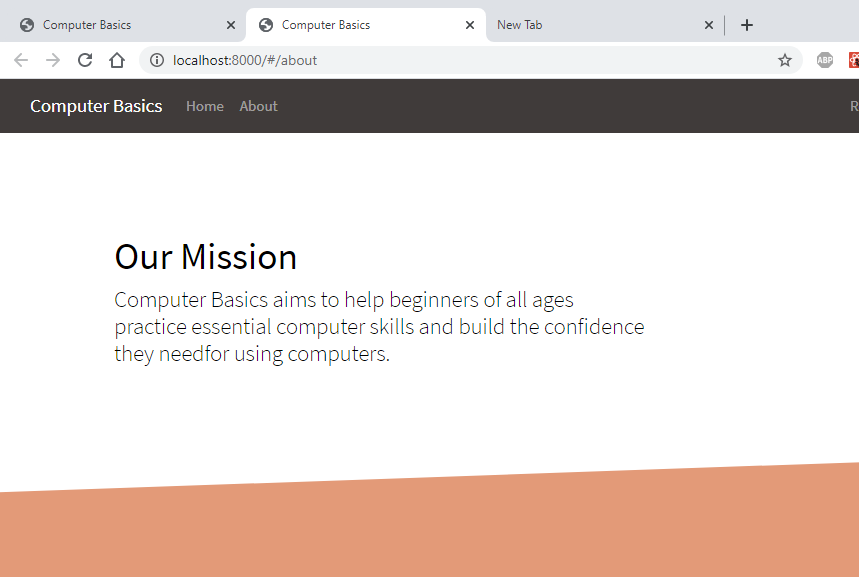 Computer Basics
Computer Basics
New Tab
localhost:8000/#/about
ABP
Computer Basics Home About R
Our Mission
Computer Basics aims to help beginners of all ages
practice essential computer skills and build the confidence
they needfor using computers.